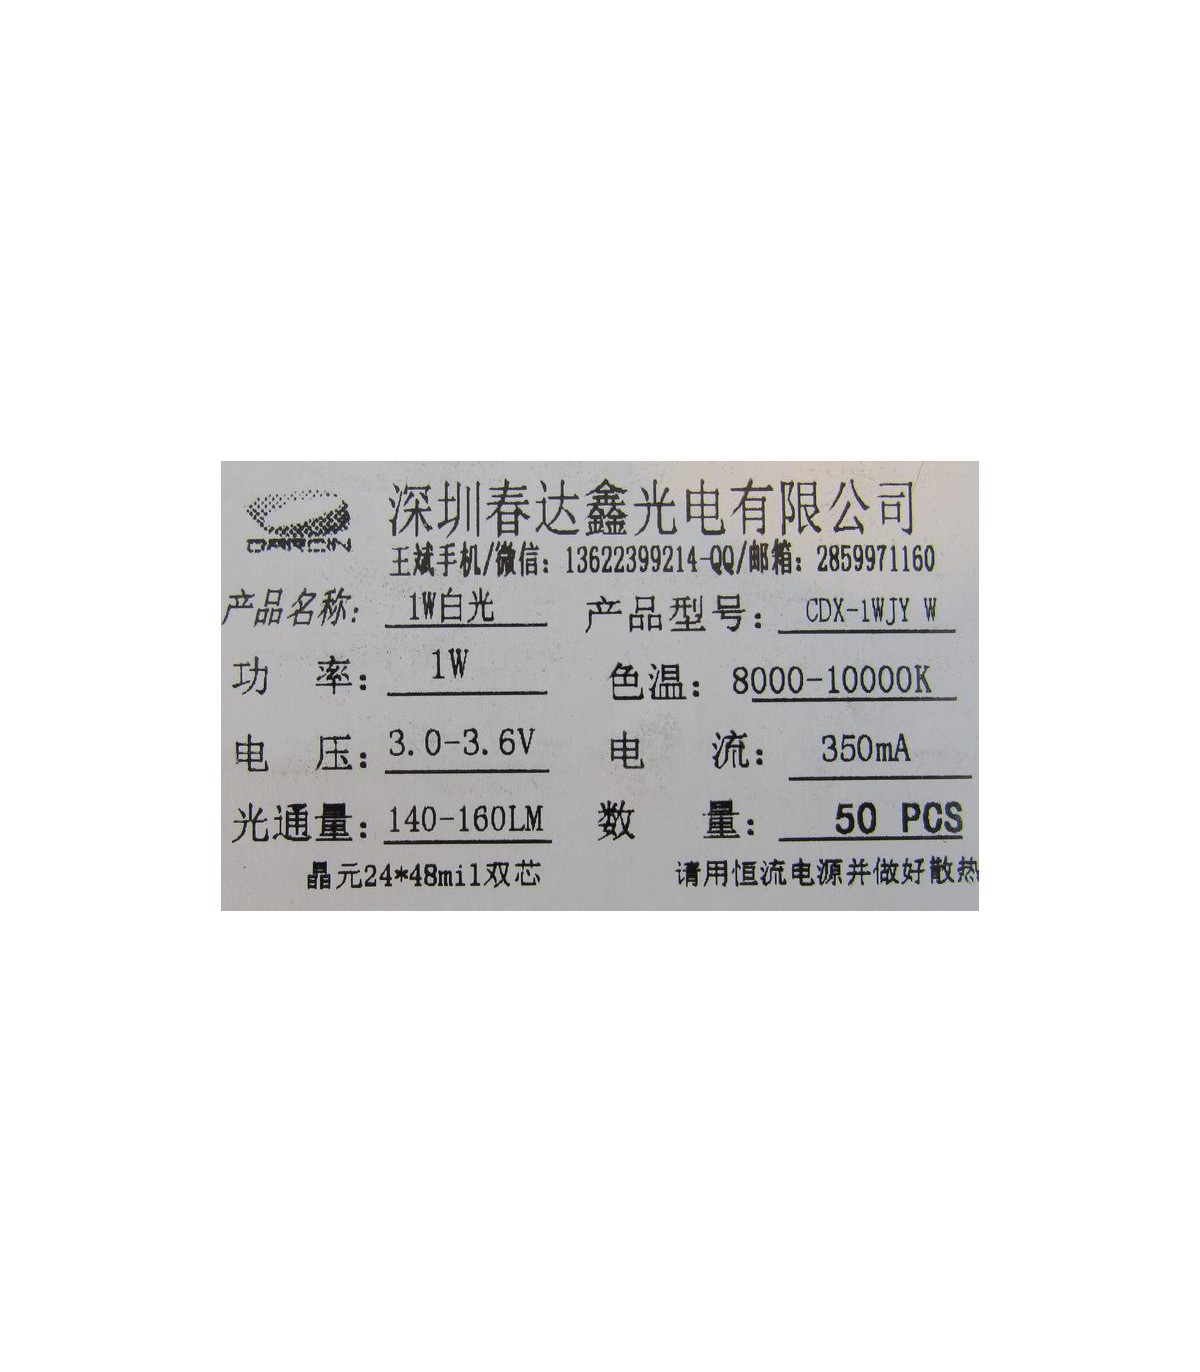 深圳春达鑫光电有限公司
王斌手机/微信：13622399214-QQ/邮箱：2859971160
产品名称: 1W白光 产品型号: CDX-1WJY W
功 率: 1W 色温: 8000-10000K
电 压: 3.0-3.6V 电 流: 350mA
光通量: 140-160LM 数 量: 50 PCS
晶元24*48mil双芯 请用恒流电源并做好散热